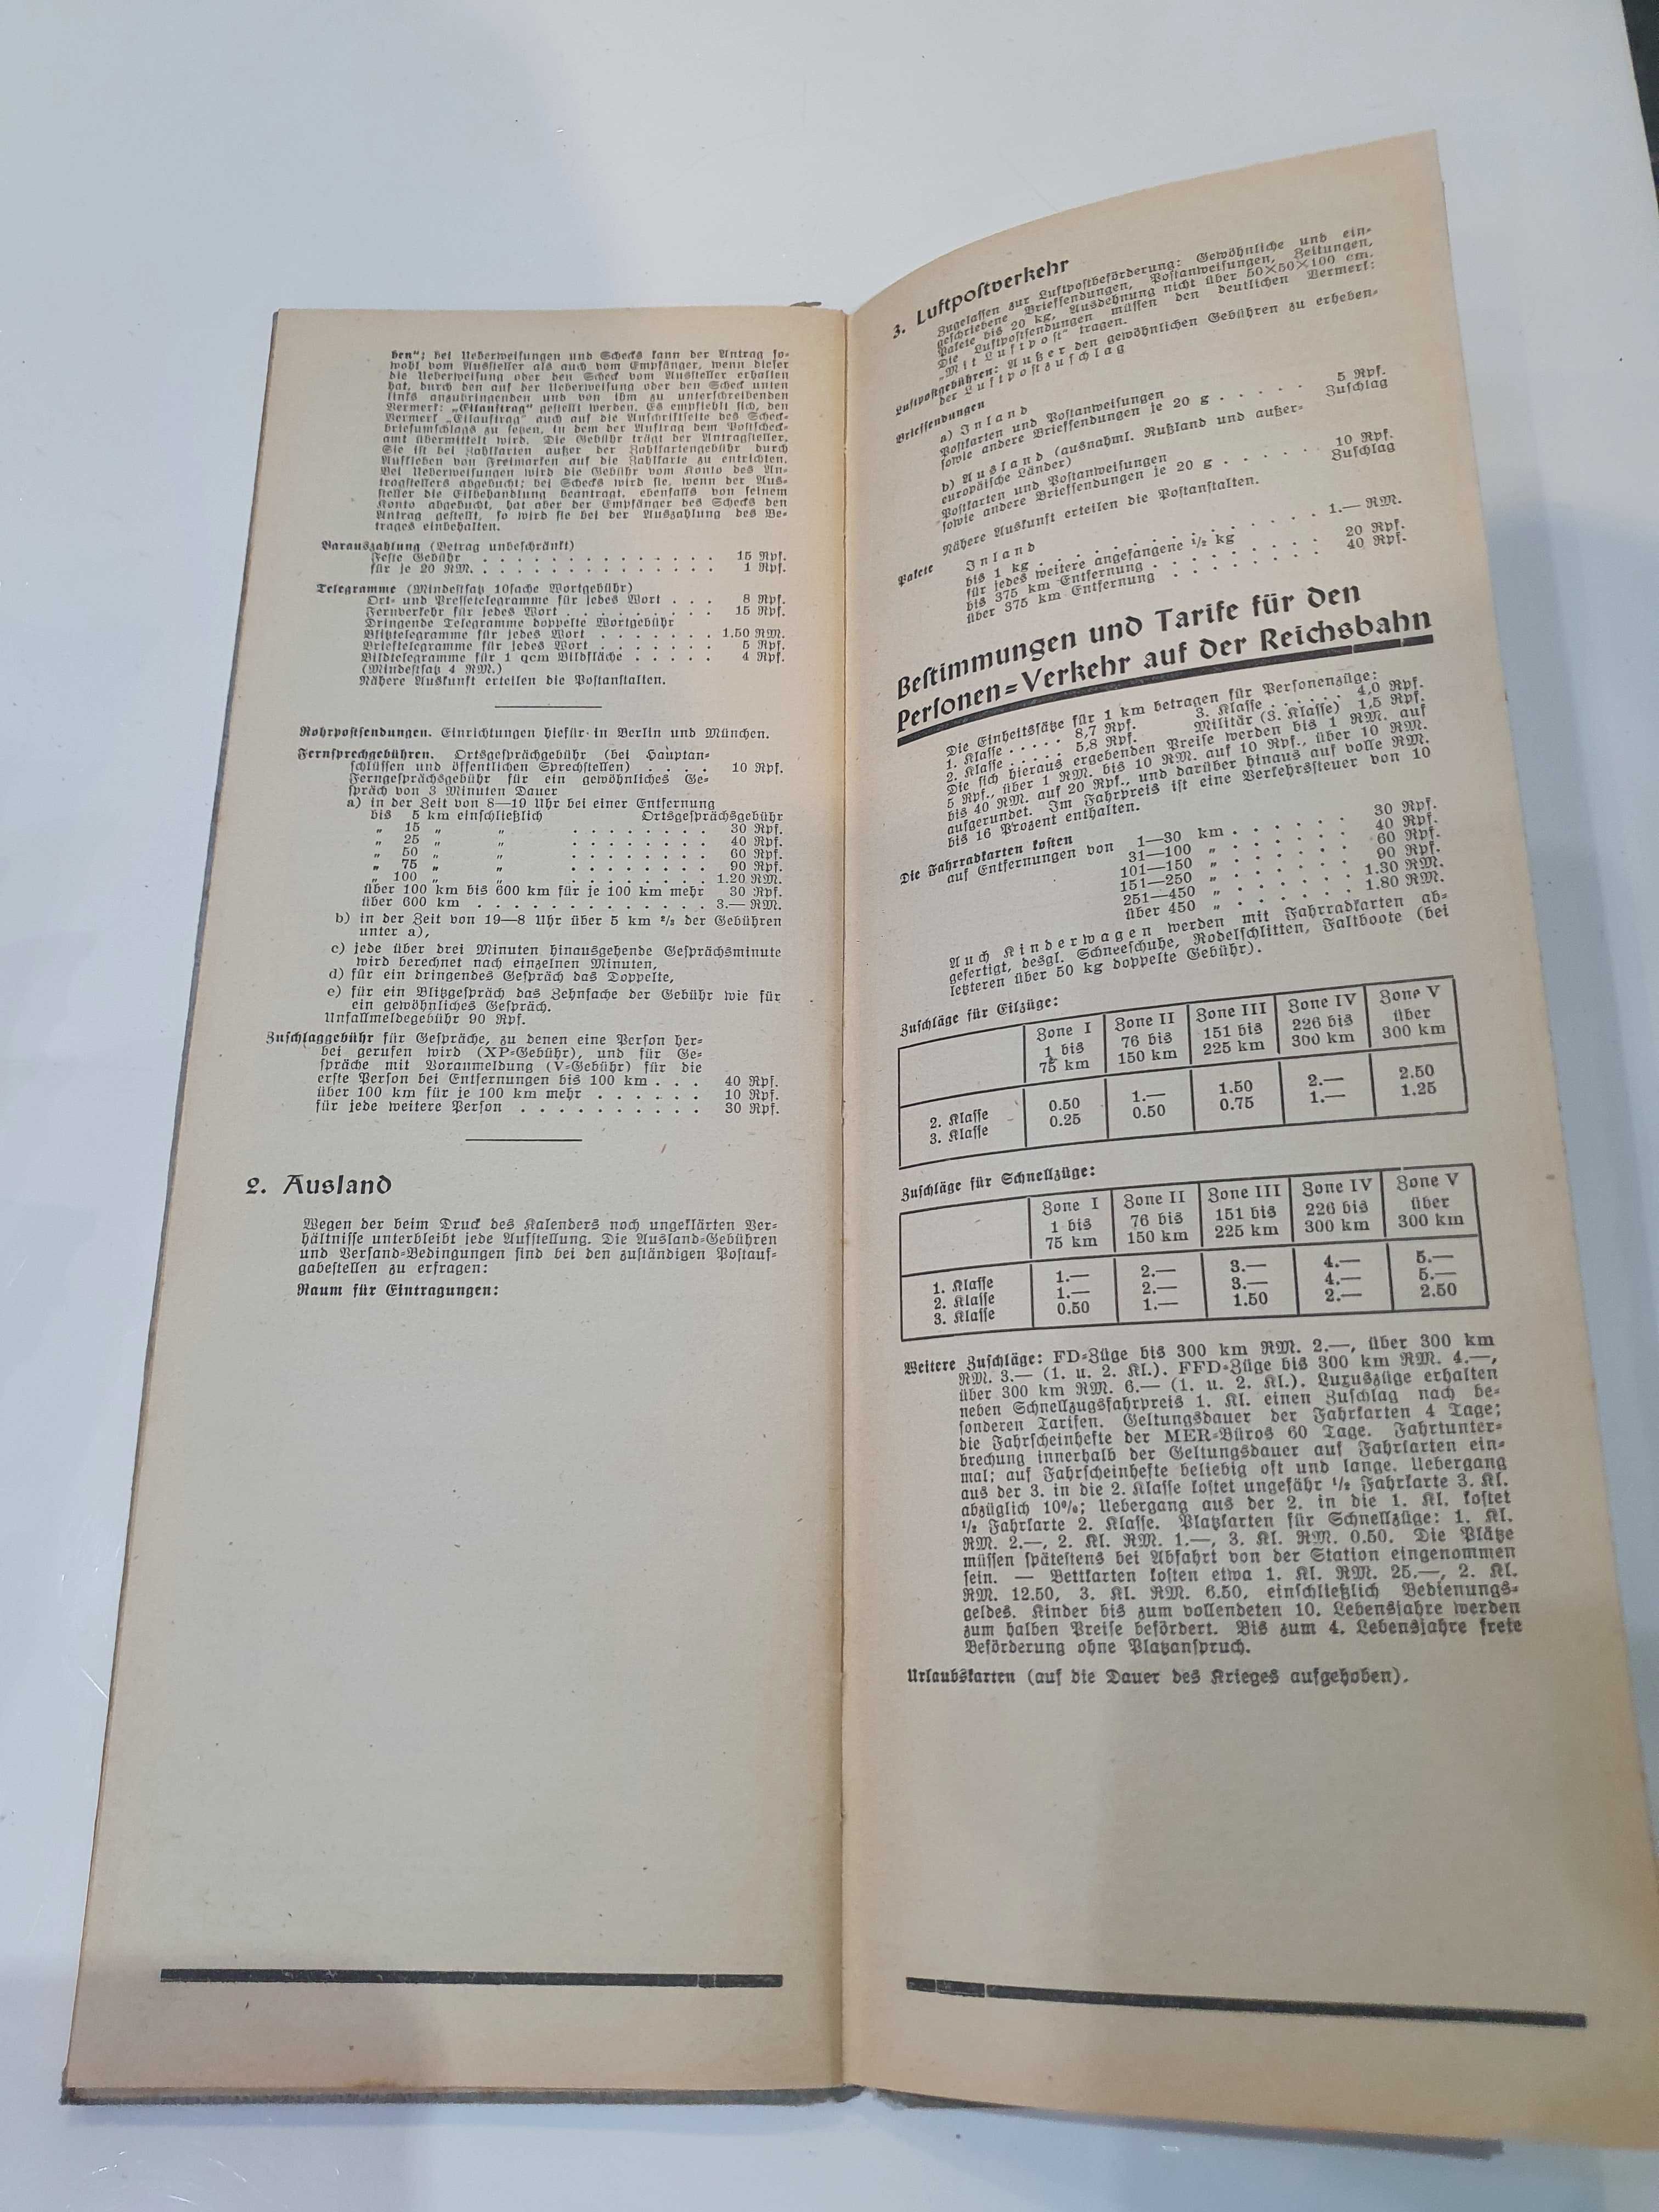 ben“; bei Ueberweisungen und Schecks kann der Antrag so-
wohl vom Aussteller als auch vom Empfänger, wenn dieser
die Ueberweisung oder den Scheck vom Aussteller erhalten
hat, durch den auf der Ueberweisung oder den Scheck unten
links anzubringenden und von ihm zu unterschreibenden
Vermerk: „Eilauftrag“ gestellt werden. Es empfiehlt sich, den
Vermerk „Eilauftrag“ auch auf die Anschriftseite des Scheck-
briefumschlags zu setzen, in dem der Auftrag dem Postscheck-
amt übermittelt wird. Die Gebühr trägt der Antragsteller.
Sie ist bei Zahlkarten außer der Zahlkartengebühr durch
Aufkleben von Freimarken auf die Zahlkarte zu entrichten.
Bei Ueberweisungen wird die Gebühr vom Konto des An-
tragstellers abgebucht; bei Schecks wird sie, wenn der Aus-
steller die Eilbehandlung beantragt, ebenfalls von seinem
Konto abgebucht, hat aber der Empfänger des Schecks den
Antrag gestellt, so wird sie bei der Auszahlung des Be-
trages einbehalten.
Barauszahlung (Betrag unbeschränkt)
Feste Gebühr . . . . . . . . 15 Rpf.
für je 20 RM. . . . . . . . . 1 Rpf.
Telegramme (Mindestsatz 10fache Wortgebühr)
Ort- und Pressetelegramme für jedes Wort . . . 8 Rpf.
Fernverkehr für jedes Wort . . . . . . . 15 Rpf.
Dringende Telegramme doppelte Wortgebühr
Blitztelegramme für jedes Wort . . . . . . . 1.50 RM.
Brieftelegramme für jedes Wort . . . . . . . 5 Rpf.
Bildtelegramme für 1 qcm Bildfläche . . . . . 4 Rpf.
(Mindestsatz 4 RM.)
Nähere Auskunft erteilen die Postanstalten.
Rohrpostsendungen. Einrichtungen hiefür in Berlin und München.
Fernsprechgebühren. Ortsgesprächgebühr (bei Hauptan-
schlüssen und öffentlichen Sprechstellen) . . . . 10 Rpf.
Ferngesprächsgebühr für ein gewöhnliches Ge-
spräch von 3 Minuten Dauer
a) in der Zeit von 8—19 Uhr bei einer Entfernung
bis 5 km einschließlich Ortsgesprächsgebühr
„ 15 „ „ . . . . . . . . 30 Rpf.
„ 25 „ „ . . . . . . . . 40 Rpf.
„ 50 „ „ . . . . . . . . 60 Rpf.
„ 75 „ „ . . . . . . . . 90 Rpf.
„ 100 „ „ . . . . . . . . 1.20 RM.
über 100 km bis 600 km für je 100 km mehr 30 Rpf.
über 600 km . . . . . . . . . . . . . 3.— RM.
b) in der Zeit von 19—8 Uhr über 5 km ²/₃ der Gebühren
unter a),
c) jede über drei Minuten hinausgehende Gesprächsminute
wird berechnet nach einzelnen Minuten,
d) für ein dringendes Gespräch das Doppelte,
e) für ein Blitzgespräch das Zehnfache der Gebühr wie für
ein gewöhnliches Gespräch.
Unfallmeldegebühr 90 Rpf.
Zuschlaggebühr für Gespräche, zu denen eine Person her-
bei gerufen wird (XP-Gebühr), und für Ge-
spräche mit Voranmeldung (V-Gebühr) für die
erste Person bei Entfernungen bis 100 km . . . 40 Rpf.
über 100 km für je 100 km mehr . . . . . . 10 Rpf.
für jede weitere Person . . . . . . . . . . 30 Rpf.
2. Ausland
Wegen der beim Druck des Kalenders noch ungeklärten Ver-
hältnisse unterbleibt jede Aufstellung. Die Ausland-Gebühren
und Versand-Bedingungen sind bei den zuständigen Postauf-
gabestellen zu erfragen:
Raum für Eintragungen:
3. Luftpostverkehr
Zugelassen zur Luftpostbeförderung: Gewöhnliche und ein-
geschriebene Briefsendungen, Postanweisungen, Zeitungen,
Pakete bis 20 kg, Ausdehnung nicht über 50×50×100 cm.
Die Luftpostsendungen müssen den deutlichen Vermerk:
„Mit Luftpost“ tragen.
Luftpostgebühren: Außer den gewöhnlichen Gebühren zu erheben-
der Luftpostzuschlag
Briefsendungen
a) Inland
Postkarten und Postanweisungen
sowie andere Briefsendungen je 20 g . . . . . 5 Rpf.
Zuschlag
b) Ausland (ausnahml. Rußland und außer-
europäische Länder)
Postkarten und Postanweisungen
sowie andere Briefsendungen je 20 g . . . . . . 10 Rpf.
Zuschlag
Nähere Auskunft erteilen die Postanstalten.
Pakete Inland
bis 1 kg . . . . . . . . . . . 1.— RM.
für jedes weitere angefangene ½ kg
bis 375 km Entfernung . . . . . . . 20 Rpf.
über 375 km Entfernung . . . . . . . 40 Rpf.
Bestimmungen und Tarife für den
Personen-Verkehr auf der Reichsbahn
Die Einheitssätze für 1 km betragen für Personenzüge:
1. Klasse . . . . . 8,7 Rpf. 3. Klasse . . . . . 4,0 Rpf.
2. Klasse . . . . . 5,8 Rpf. Militär (3. Klasse) 1,5 Rpf.
Die sich hieraus ergebenden Preise werden bis 1 RM. auf
5 Rpf., über 1 RM. bis 10 RM. auf 10 Rpf., über 10 RM.
bis 40 RM. auf 20 Rpf., und darüber hinaus auf volle RM.
aufgerundet. Im Fahrpreis ist eine Verkehrssteuer von 10
bis 16 Prozent enthalten.
Die Fahrradkarten kosten
auf Entfernungen von 1—30 km . . . . . . 30 Rpf.
31—100 „ . . . . . . 40 Rpf.
101—150 „ . . . . . . 60 Rpf.
151—250 „ . . . . . . 90 Rpf.
251—450 „ . . . . . . 1.30 RM.
über 450 „ . . . . . . 1.80 RM.
Auch Kinderwagen werden mit Fahrradkarten ab-
gefertigt, desgl. Schneeschuhe, Rodelschlitten, Faltboote (bei
letzteren über 50 kg doppelte Gebühr).
Zuschläge für Eilzüge:
Zone I Zone II Zone III Zone IV Zone V
1 bis 76 bis 151 bis 226 bis über
75 km 150 km 225 km 300 km 300 km
2. Klasse 0.50 1.— 1.50 2.— 2.50
3. Klasse 0.25 0.50 0.75 1.— 1.25
Zuschläge für Schnellzüge:
Zone I Zone II Zone III Zone IV Zone V
1 bis 76 bis 151 bis 226 bis über
75 km 150 km 225 km 300 km 300 km
1. Klasse 1.— 2.— 3.— 4.— 5.—
2. Klasse 1.— 2.— 3.— 4.— 5.—
3. Klasse 0.50 1.— 1.50 2.— 2.50
Weitere Zuschläge: FD-Züge bis 300 km RM. 2.—, über 300 km
RM. 3.— (1. u. 2. Kl.). FFD-Züge bis 300 km RM. 4.—,
über 300 km RM. 6.— (1. u. 2. Kl.). Luxuszüge erhalten
neben Schnellzugsfahrpreis 1. Kl. einen Zuschlag nach be-
sonderen Tarifen. Geltungsdauer der Fahrkarten 4 Tage;
die Fahrscheinhefte der MER-Büros 60 Tage. Fahrtunter-
brechung innerhalb der Geltungsdauer auf Fahrkarten ein-
mal; auf Fahrscheinhefte beliebig oft und lange. Uebergang
aus der 3. in die 2. Klasse kostet ungefähr ½ Fahrkarte 3. Kl.
abzüglich 10%; Uebergang aus der 2. in die 1. Kl. kostet
½ Fahrkarte 2. Klasse. Platzkarten für Schnellzüge: 1. Kl.
RM. 2.—, 2. Kl. RM. 1.—, 3. Kl. RM. 0.50. Die Plätze
müssen spätestens bei Abfahrt von der Station eingenommen
sein. — Bettkarten kosten etwa 1. Kl. RM. 25.—, 2. Kl.
RM. 12.50, 3. Kl. RM. 6.50, einschließlich Bedienungs-
geldes. Kinder bis zum vollendeten 10. Lebensjahre werden
zum halben Preise befördert. Bis zum 4. Lebensjahre freie
Beförderung ohne Platzanspruch.
Urlaubskarten (auf die Dauer des Krieges aufgehoben).